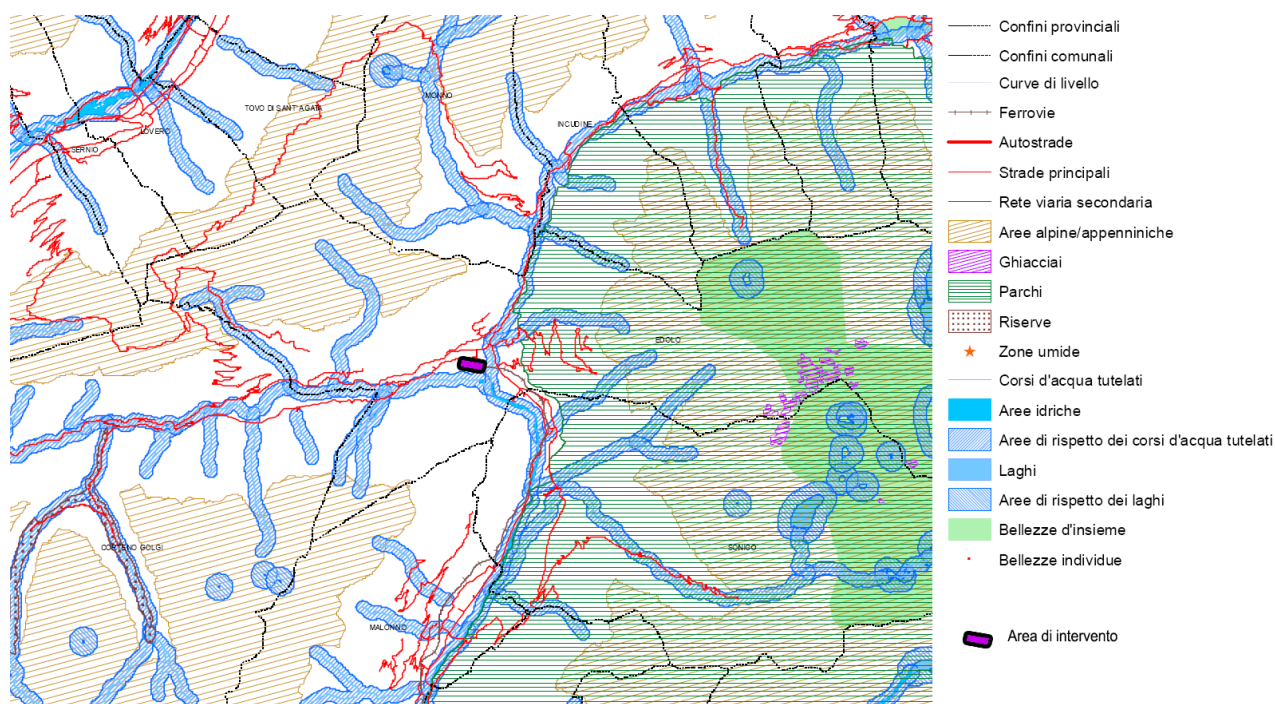 TOVO DI SANT'AGATA
LOVERO
SERNIO
MONNO
INCUDINE
EDOLO
CORTENO GOLGI
SONICO
MALONNO
Confini provinciali
Confini comunali
Curve di livello
Ferrovie
Autostrade
Strade principali
Rete viaria secondaria
Aree alpine/appenniniche
Ghiacciai
Parchi
Riserve
Zone umide
Corsi d'acqua tutelati
Aree idriche
Aree di rispetto dei corsi d'acqua tutelati
Laghi
Aree di rispetto dei laghi
Bellezze d'insieme
Bellezze individue
Area di intervento